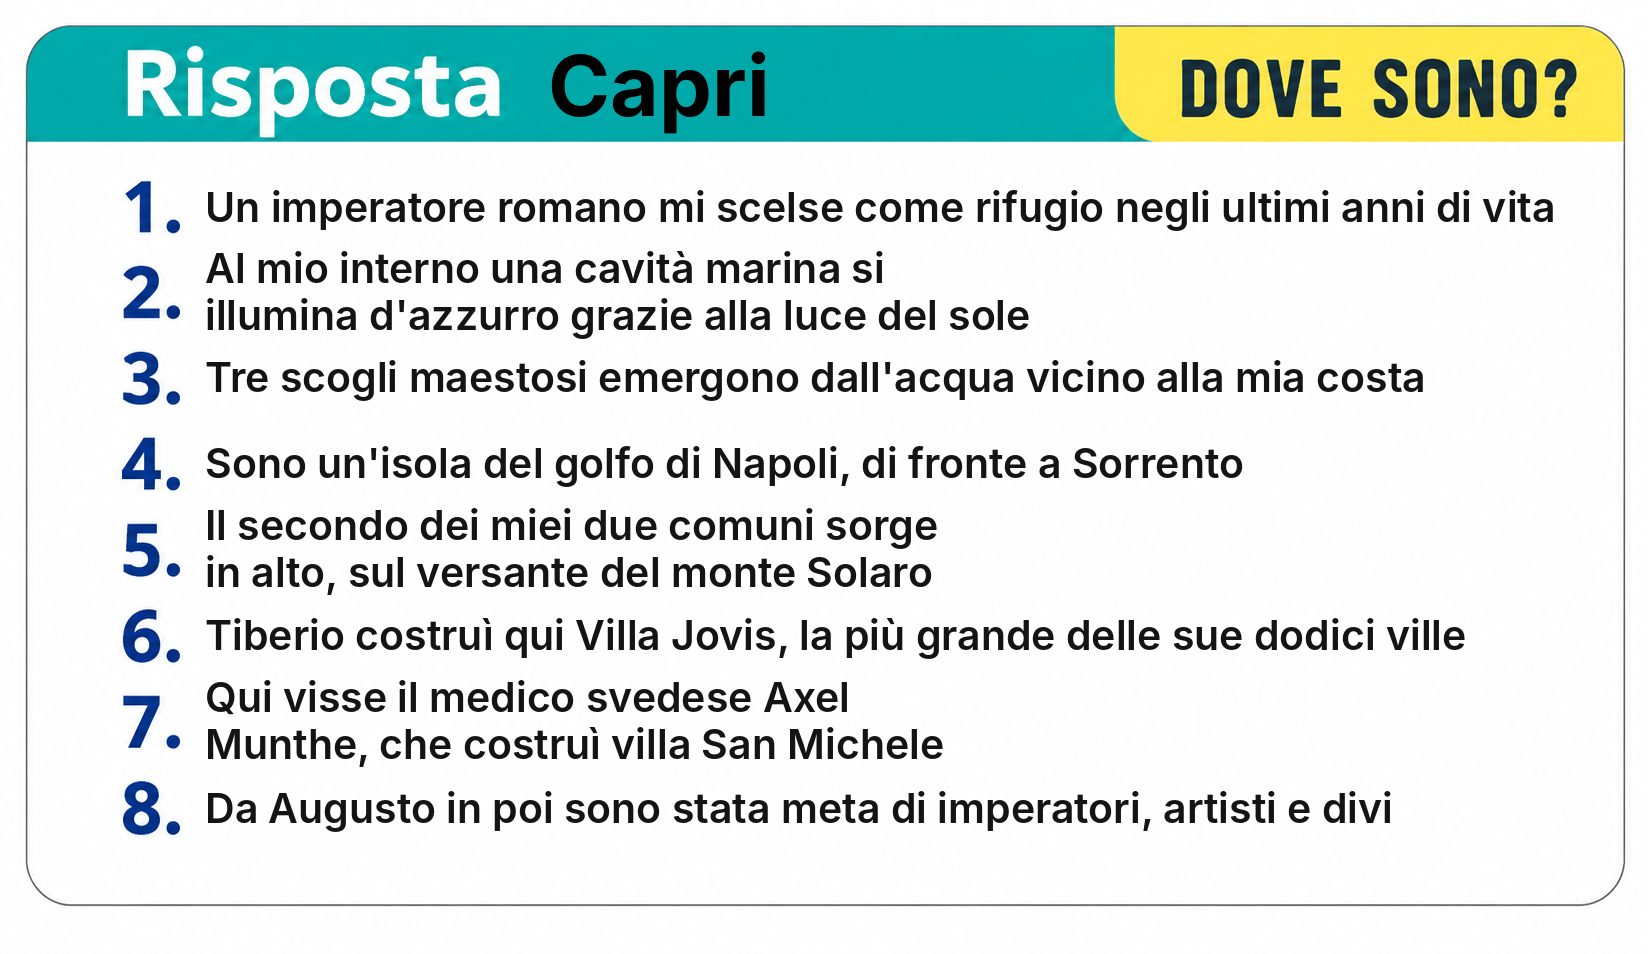 Risposta Capri
DOVE SONO?
1. Un imperatore romano mi scelse come rifugio negli ultimi anni di vita
2. Al mio interno una cavità marina si
illumina d'azzurro grazie alla luce del sole
3. Tre scogli maestosi emergono dall'acqua vicino alla mia costa
4. Sono un'isola del golfo di Napoli, di fronte a Sorrento
5. Il secondo dei miei due comuni sorge
in alto, sul versante del monte Solaro
6. Tiberio costruì qui Villa Jovis, la più grande delle sue dodici ville
7. Qui visse il medico svedese Axel
Munthe, che costruì villa San Michele
8. Da Augusto in poi sono stata meta di imperatori, artisti e divi